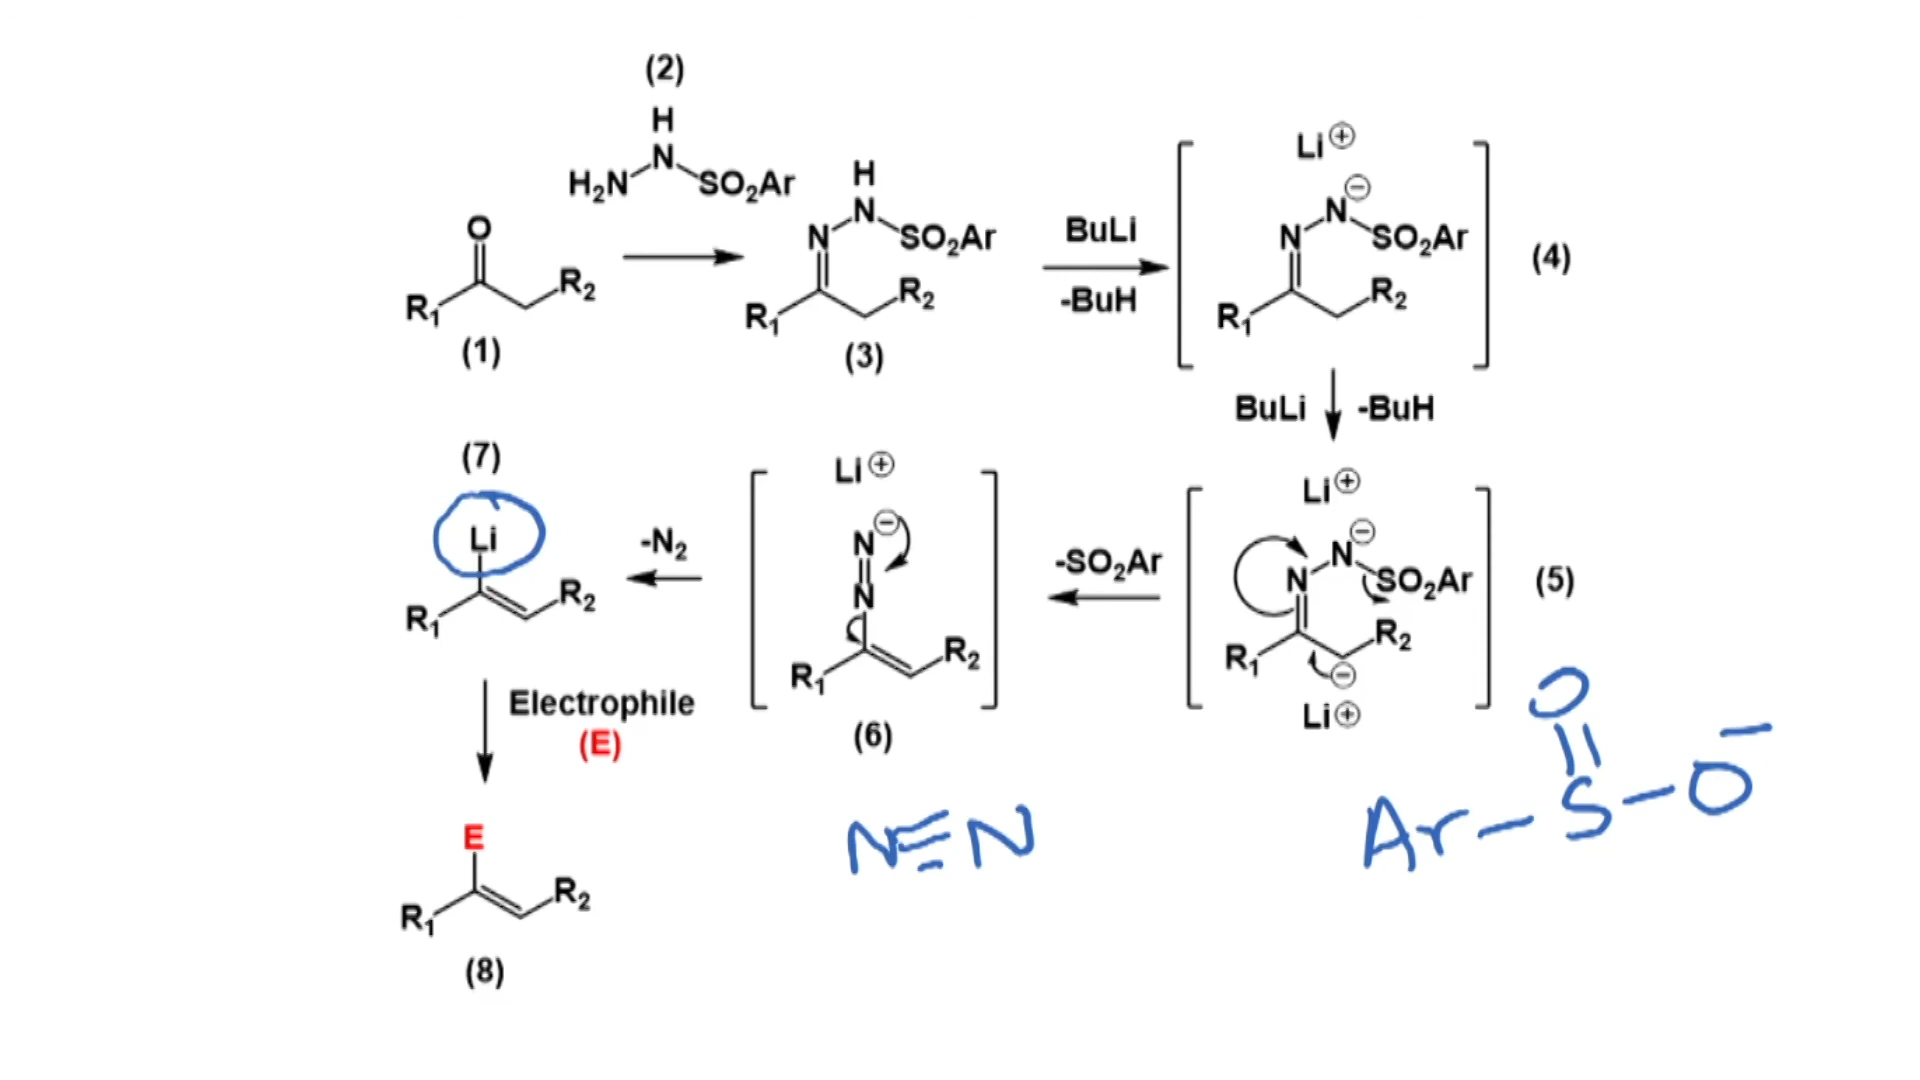 (2)
H
N
H₂N SO₂Ar
O
R₁ R₂
(1)
H
N
N SO₂Ar
R₁ R₂
(3)
BuLi
-BuH
Li⊕
N⊖
N SO₂Ar
R₁ R₂
(4)
BuLi -BuH
Li⊕
N⊖
N SO₂Ar
R₁ R₂
⊖
Li⊕
(5)
-SO₂Ar
Li⊕
N⊖
N
R₁ R₂
(6)
-N₂
(7)
Li
R₁ R₂
Electrophile
(E)
E
R₁ R₂
(8)
N≡N
O
Ar-S-O⁻